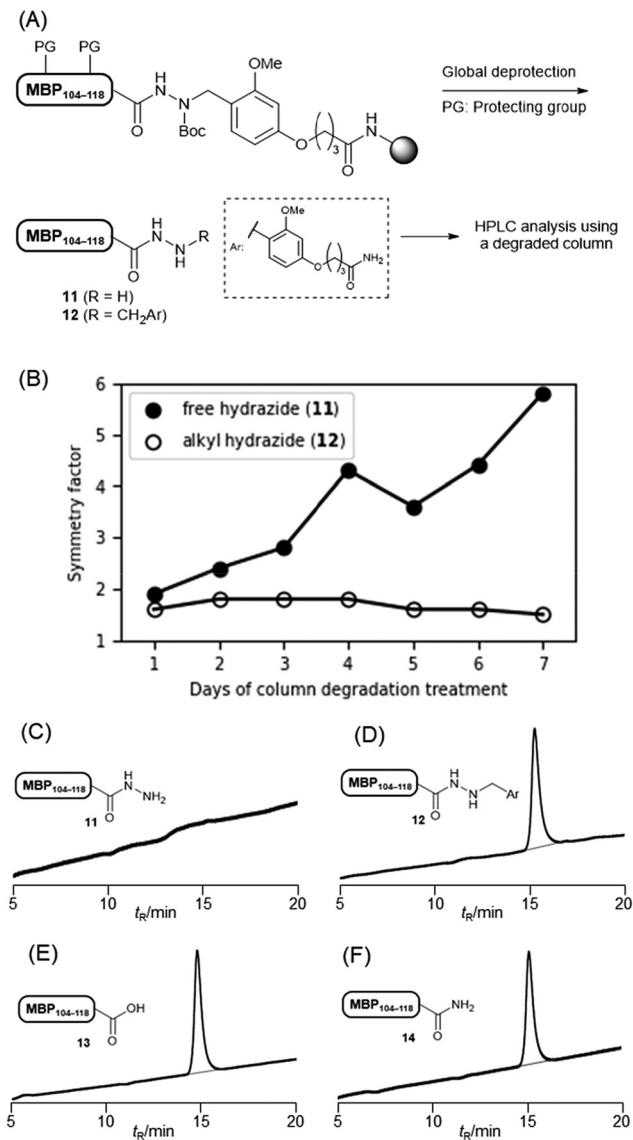 (A)
PG PG
MBP104–118
H
N
N
O
Boc
OMe
O
3
O
H
N
Global deprotection
PG: Protecting group
MBP104–118
O
H
N
N
H
R
11 (R = H)
12 (R = CH2Ar)
Ar:
OMe
O
3
NH2
O
HPLC analysis using
a degraded column
(B)
6
5
4
3
2
1
Symmetry factor
free hydrazide (11)
alkyl hydrazide (12)
1 2 3 4 5 6 7
Days of column degradation treatment
(C)
MBP104–118
H
N
NH2
O
11
5 10 15 20
tR/min
(D)
MBP104–118
H
N
N
H
Ar
O
12
5 10 15 20
tR/min
(E)
MBP104–118
OH
O
13
5 10 15 20
tR/min
(F)
MBP104–118
NH2
O
14
5 10 15 20
tR/min